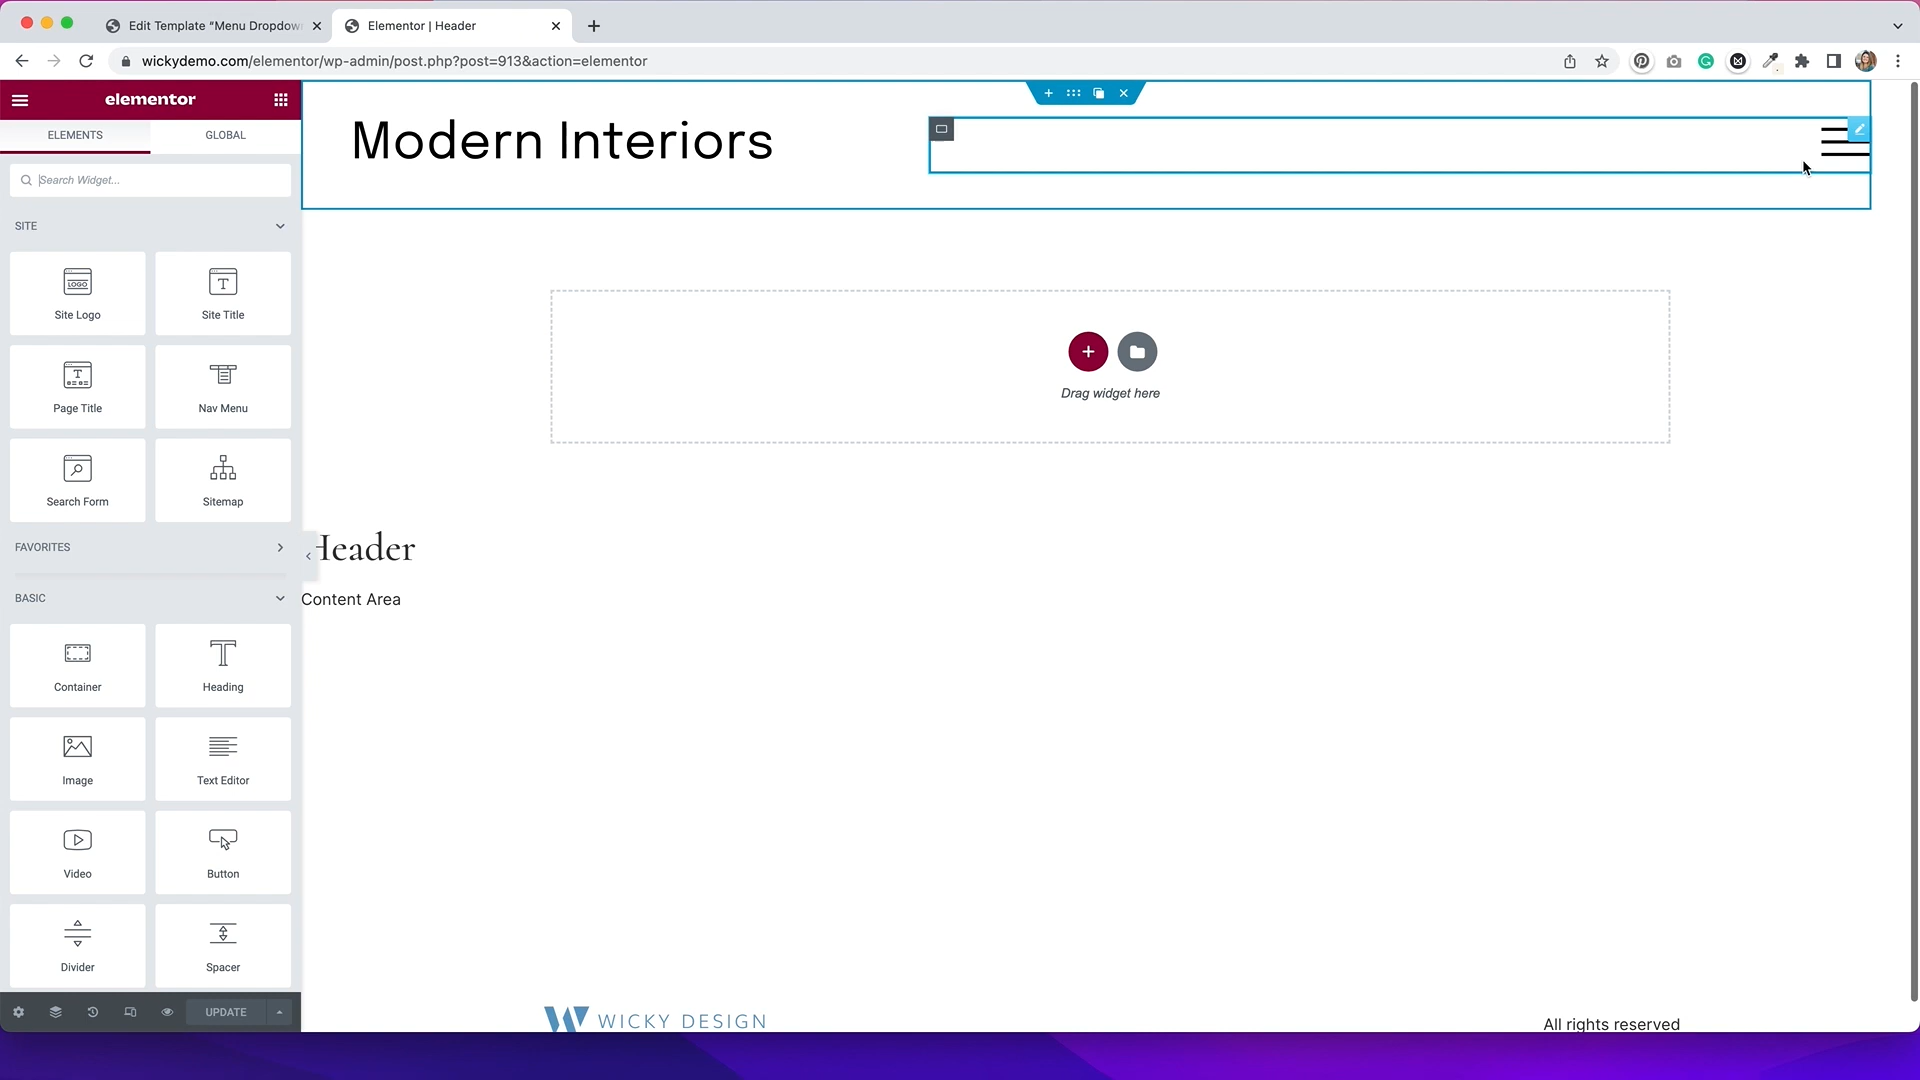 Edit Template "Menu Dropdow
Elementor | Header
wickydemo.com/elementor/wp-admin/post.php?post=913&action=elementor
elementor
ELEMENTS
GLOBAL
Search Widget...
SITE
LOGO
Site Logo
Site Title
Page Title
Nav Menu
Search Form
Sitemap
FAVORITES
BASIC
Container
Heading
Image
Text Editor
Video
Button
Divider
Spacer
UPDATE
Modern Interiors
Drag widget here
Header
Content Area
WICKY DESIGN
All rights reserved